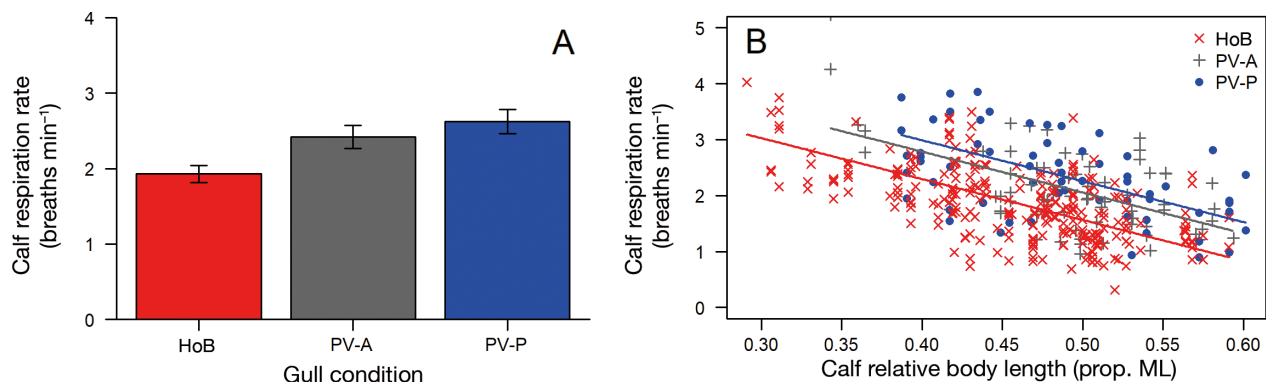 A
Calf respiration rate
(breaths min⁻¹)
4
3
2
1
0
HoB
PV-A
PV-P
Gull condition
B
Calf respiration rate
(breaths min⁻¹)
5
4
3
2
1
0
HoB
PV-A
PV-P
0.30
0.35
0.40
0.45
0.50
0.55
0.60
Calf relative body length (prop. ML)